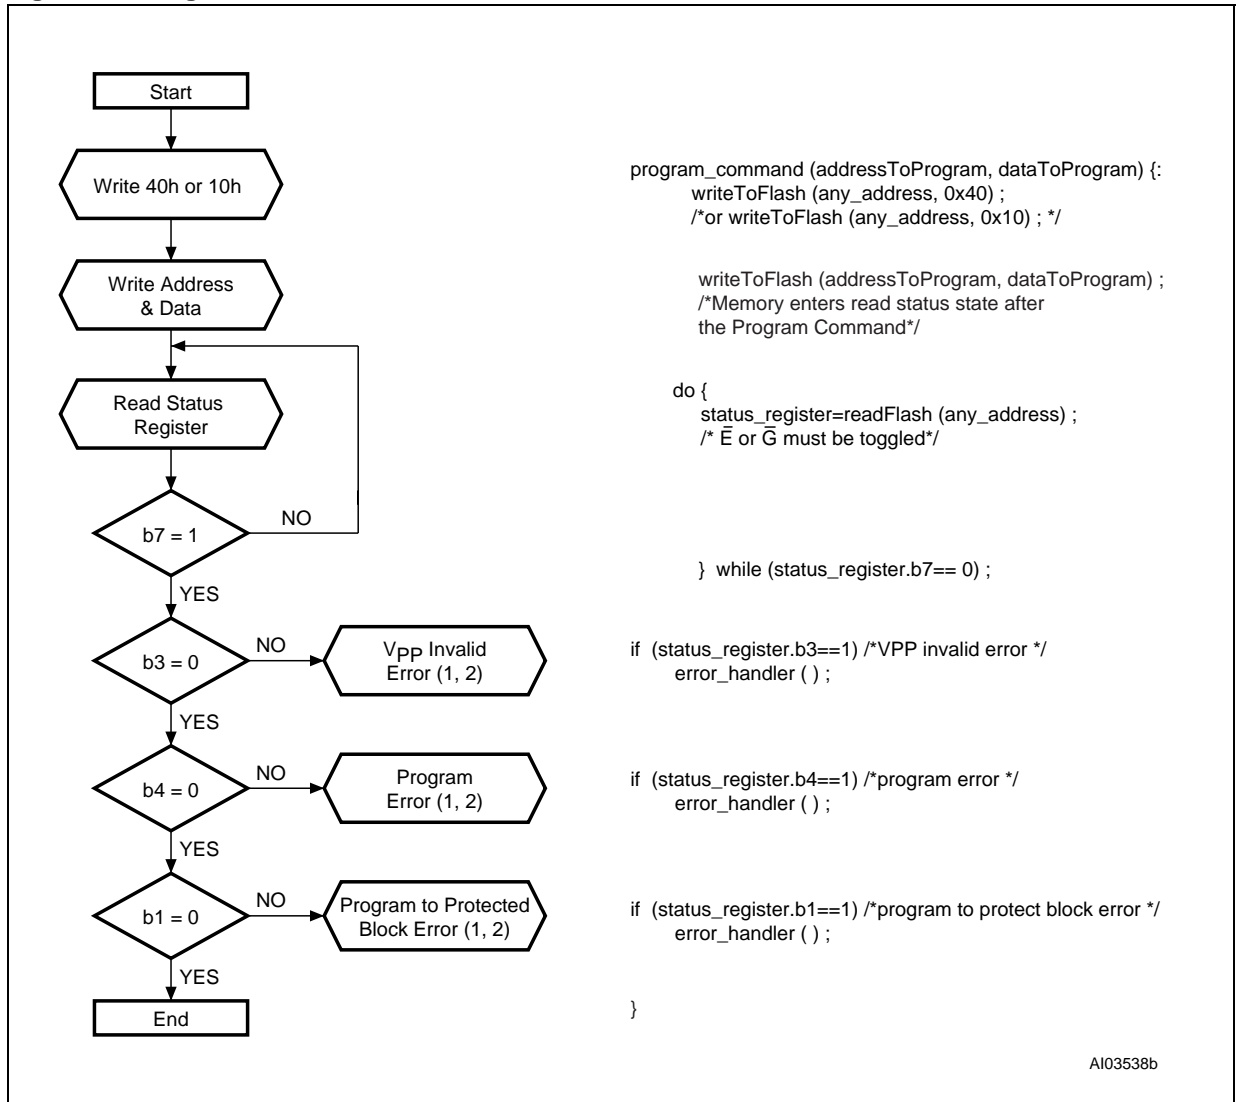 Start
Write 40h or 10h
Write Address
& Data
Read Status
Register
b7 = 1
NO
YES
b3 = 0
NO
VPP Invalid
Error (1, 2)
YES
b4 = 0
NO
Program
Error (1, 2)
YES
b1 = 0
NO
Program to Protected
Block Error (1, 2)
YES
End
program_command (addressToProgram, dataToProgram) {:
writeToFlash (any_address, 0x40) ;
/*or writeToFlash (any_address, 0x10) ; */
writeToFlash (addressToProgram, dataToProgram) ;
/*Memory enters read status state after
the Program Command*/
do {
status_register=readFlash (any_address) ;
/* E̅ or G̅ must be toggled*/
} while (status_register.b7== 0) ;
if (status_register.b3==1) /*VPP invalid error */
error_handler ( ) ;
if (status_register.b4==1) /*program error */
error_handler ( ) ;
if (status_register.b1==1) /*program to protect block error */
error_handler ( ) ;
}
AI03538b